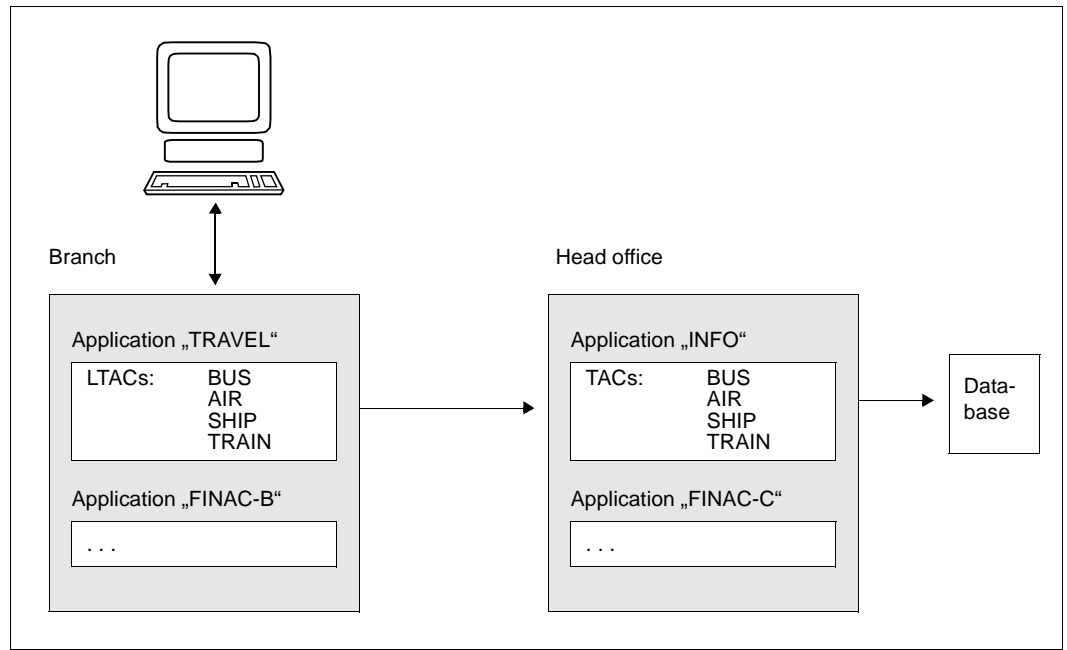 Branch
Head office
Application „TRAVEL“
LTACs: BUS
AIR
SHIP
TRAIN
Application „FINAC-B“
. . .
Application „INFO“
TACs: BUS
AIR
SHIP
TRAIN
Application „FINAC-C“
. . .
Data-
base